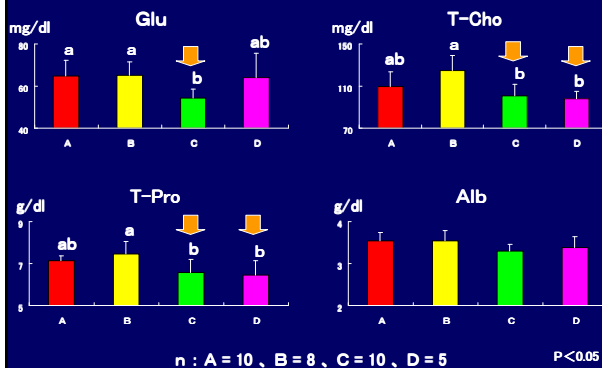 Glu
mg/dl
80
60
40
a
a
b
ab
A
B
C
D
T-Cho
mg/dl
150
110
70
ab
a
b
b
A
B
C
D
T-Pro
g/dl
9
7
5
ab
a
b
b
A
B
C
D
Alb
g/dl
4
3
2
A
B
C
D
n : A = 10 、 B = 8 、 C = 10 、 D = 5
P<0.05